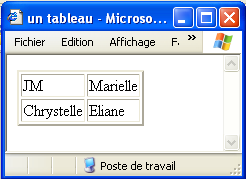 un tableau - Microso...
Fichier Edition Affichage F. »
JM Marielle
Chrystelle Eliane
Poste de travail